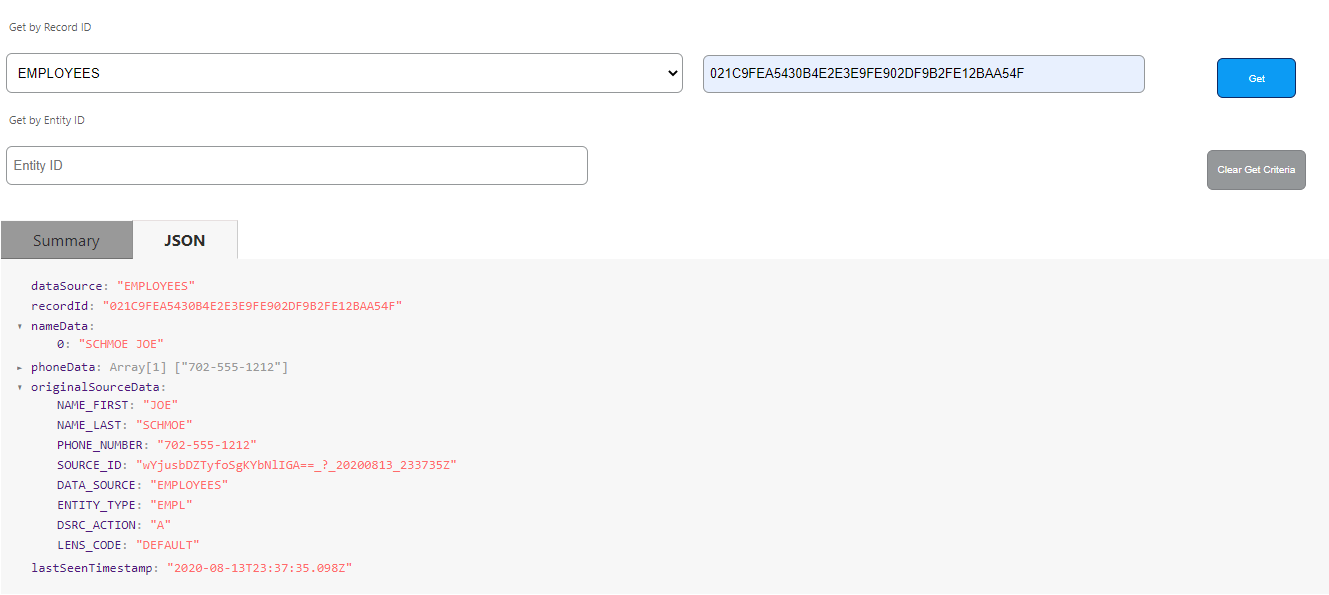 Get by Record ID
EMPLOYEES 021C9FEA5430B4E2E3E9FE902DF9B2FE12BAA54F Get
Get by Entity ID
Entity ID Clear Get Criteria
Summary JSON
dataSource: "EMPLOYEES"
recordId: "021C9FEA5430B4E2E3E9FE902DF9B2FE12BAA54F"
nameData:
0: "SCHMOE JOE"
phoneData: Array[1] ["702-555-1212"]
originalSourceData:
NAME_FIRST: "JOE"
NAME_LAST: "SCHMOE"
PHONE_NUMBER: "702-555-1212"
SOURCE_ID: "wYjusbDZTyfoSgKYbNlIGA==_?_20200813_233735Z"
DATA_SOURCE: "EMPLOYEES"
ENTITY_TYPE: "EMPL"
DSRC_ACTION: "A"
LENS_CODE: "DEFAULT"
lastSeenTimestamp: "2020-08-13T23:37:35.098Z"